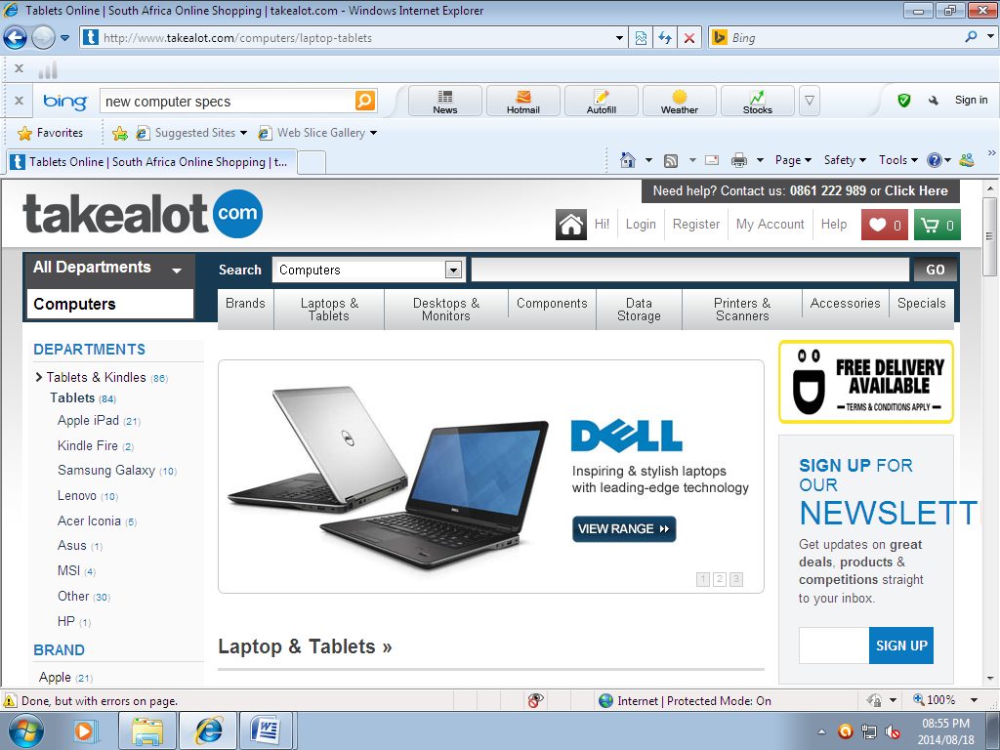 Tablets Online | South Africa Online Shopping | takealot.com - Windows Internet Explorer
http://www.takealot.com/computers/laptop-tablets
Bing
bing
new computer specs
News
Hotmail
Autofill
Weather
Stocks
Sign in
Favorites
Suggested Sites
Web Slice Gallery
Tablets Online | South Africa Online Shopping | t...
Page
Safety
Tools
Need help? Contact us: 0861 222 989 or Click Here
takealot com
Hi!
Login
Register
My Account
Help
0
0
All Departments
Computers
Search
Computers
GO
Brands
Laptops & Tablets
Desktops & Monitors
Components
Data Storage
Printers & Scanners
Accessories
Specials
DEPARTMENTS
Tablets & Kindles (86)
Tablets (84)
Apple iPad (21)
Kindle Fire (2)
Samsung Galaxy (10)
Lenovo (10)
Acer Iconia (5)
Asus (1)
MSI (4)
Other (30)
HP (1)
BRAND
Apple (21)
DELL
Inspiring & stylish laptops
with leading-edge technology
VIEW RANGE
1 2 3
Laptop & Tablets »
FREE DELIVERY
AVAILABLE
TERMS & CONDITIONS APPLY
SIGN UP FOR
OUR
NEWSLETT
Get updates on great
deals, products &
competitions straight
to your inbox.
SIGN UP
Done, but with errors on page.
Internet | Protected Mode: On
100%
08:55 PM
2014/08/18